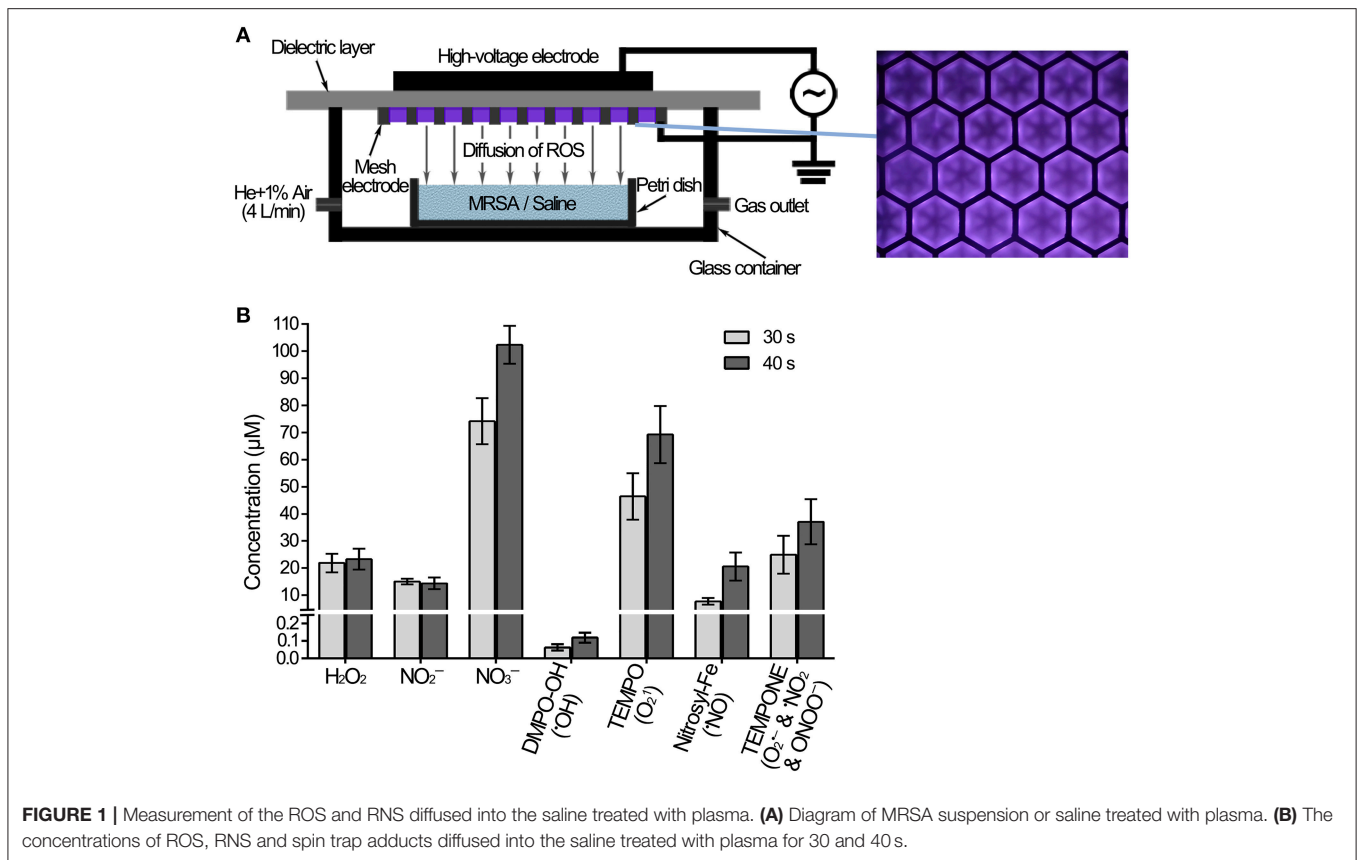 A
Dielectric layer
High-voltage electrode
~
Diffusion of ROS
Mesh
electrode
Petri dish
He+1% Air
(4 L/min)
MRSA / Saline
Gas outlet
Glass container
B
Concentration (µM)
110
100
90
80
70
60
50
40
30
20
10
0.2
0.1
0.0
30 s
40 s
H₂O₂
NO₂⁻
NO₃⁻
DMPO-OH
(•OH)
TEMPO
(O₂¹)
Nitrosyl-Fe
(•NO)
TEMPONE
(O₂•⁻ & •NO₂
& ONOO⁻)
FIGURE 1 | Measurement of the ROS and RNS diffused into the saline treated with plasma. (A) Diagram of MRSA suspension or saline treated with plasma. (B) The
concentrations of ROS, RNS and spin trap adducts diffused into the saline treated with plasma for 30 and 40 s.